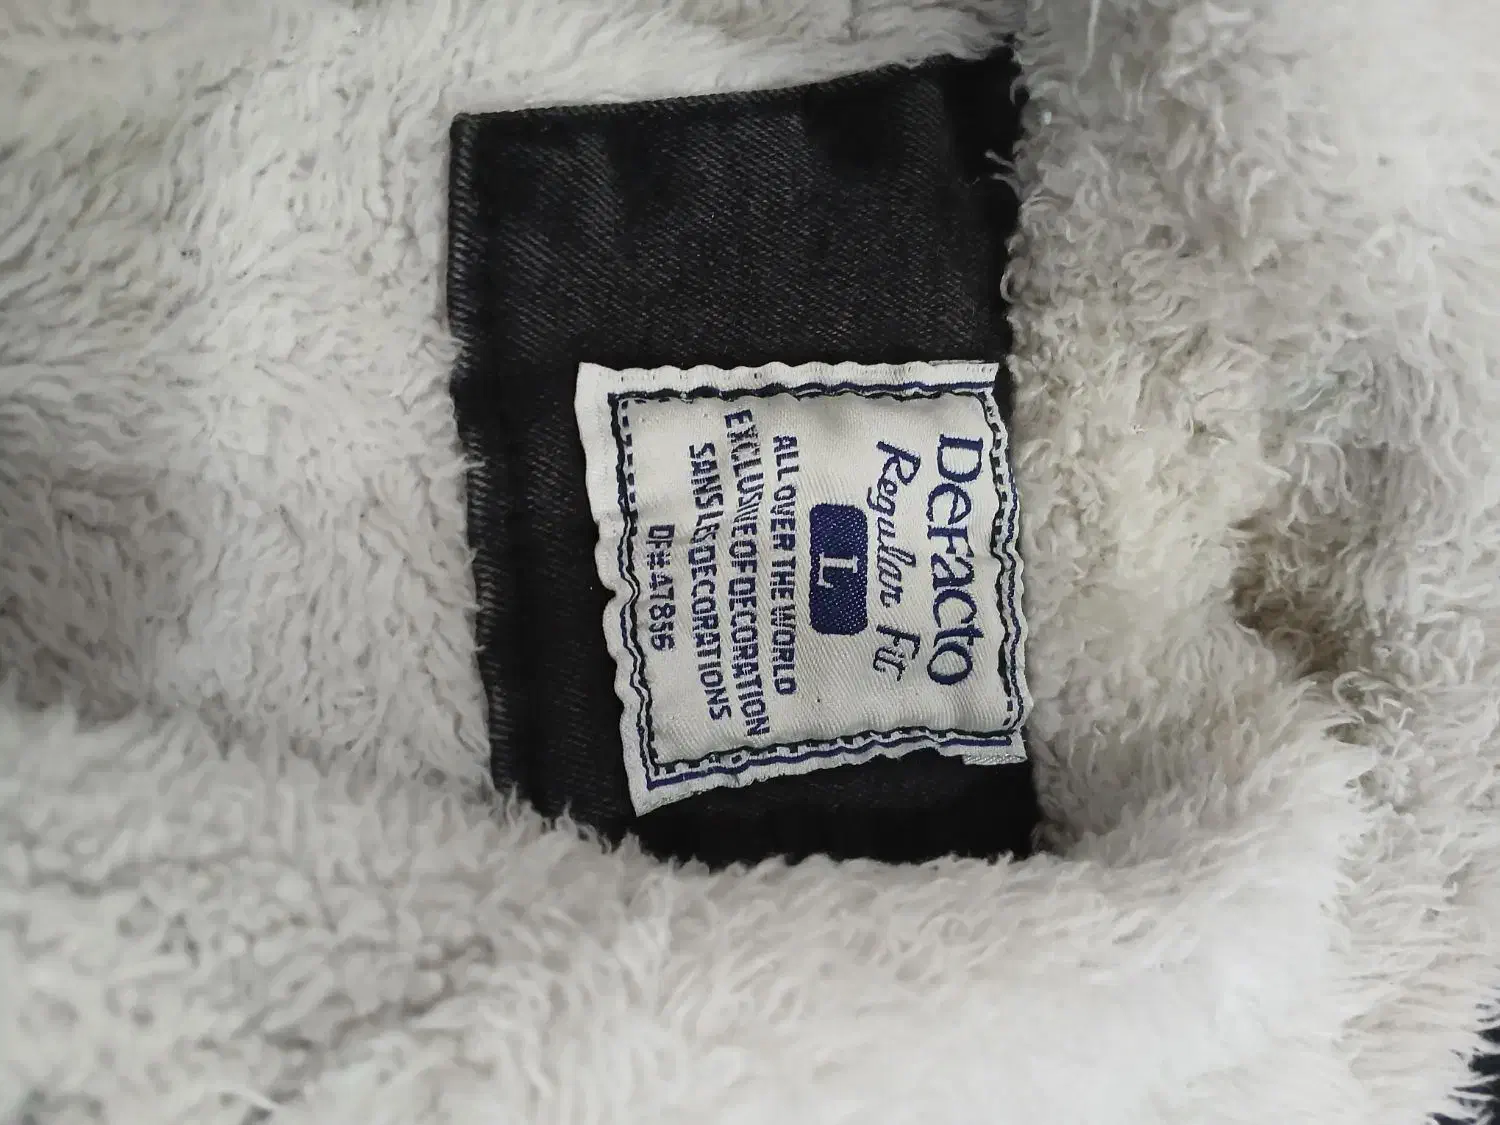 DeFacto
Regular Fit
L
ALL OVER THE WORLD
EXCLUSIVE OF DECORATION
SANS LES DECORATIONS
DF#47856